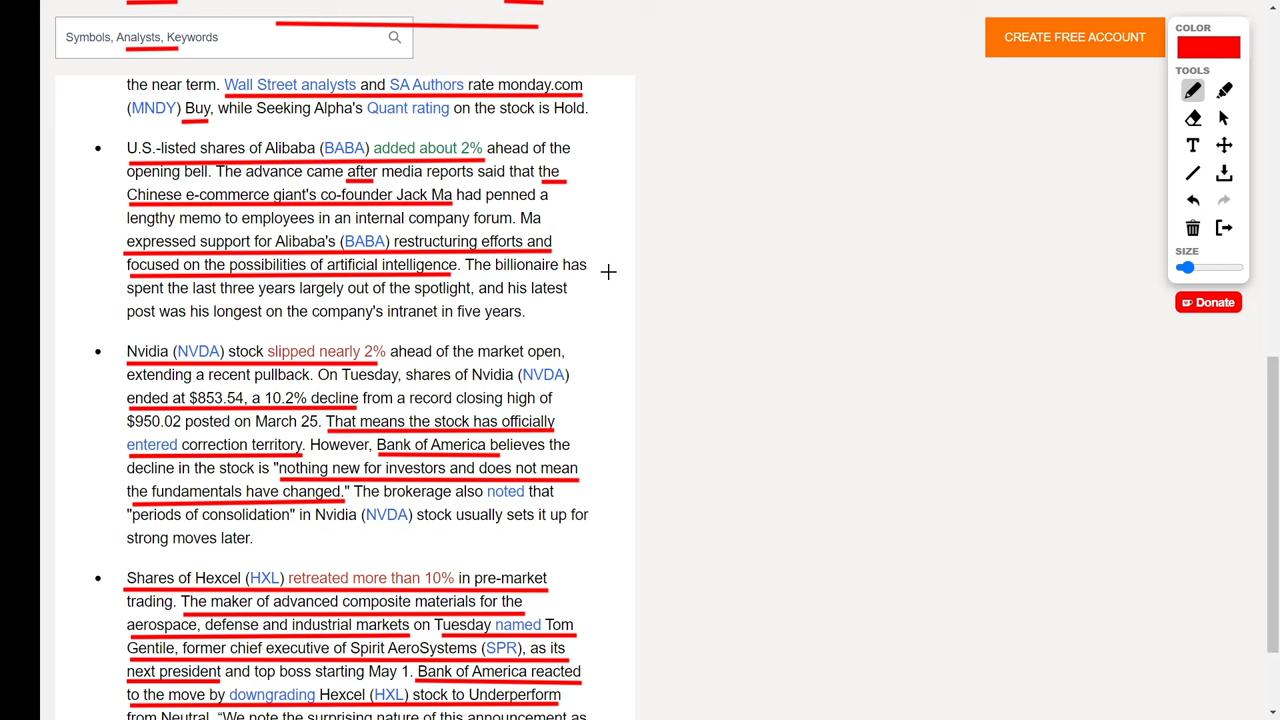 Symbols, Analysts, Keywords
CREATE FREE ACCOUNT
COLOR
TOOLS
T
SIZE
Donate
the near term. Wall Street analysts and SA Authors rate monday.com
(MNDY) Buy, while Seeking Alpha's Quant rating on the stock is Hold.
• U.S.-listed shares of Alibaba (BABA) added about 2% ahead of the
opening bell. The advance came after media reports said that the
Chinese e-commerce giant's co-founder Jack Ma had penned a
lengthy memo to employees in an internal company forum. Ma
expressed support for Alibaba's (BABA) restructuring efforts and
focused on the possibilities of artificial intelligence. The billionaire has
spent the last three years largely out of the spotlight, and his latest
post was his longest on the company's intranet in five years.
• Nvidia (NVDA) stock slipped nearly 2% ahead of the market open,
extending a recent pullback. On Tuesday, shares of Nvidia (NVDA)
ended at $853.54, a 10.2% decline from a record closing high of
$950.02 posted on March 25. That means the stock has officially
entered correction territory. However, Bank of America believes the
decline in the stock is "nothing new for investors and does not mean
the fundamentals have changed." The brokerage also noted that
"periods of consolidation" in Nvidia (NVDA) stock usually sets it up for
strong moves later.
• Shares of Hexcel (HXL) retreated more than 10% in pre-market
trading. The maker of advanced composite materials for the
aerospace, defense and industrial markets on Tuesday named Tom
Gentile, former chief executive of Spirit AeroSystems (SPR), as its
next president and top boss starting May 1. Bank of America reacted
to the move by downgrading Hexcel (HXL) stock to Underperform
from Neutral. “We note the surprising nature of this announcement as